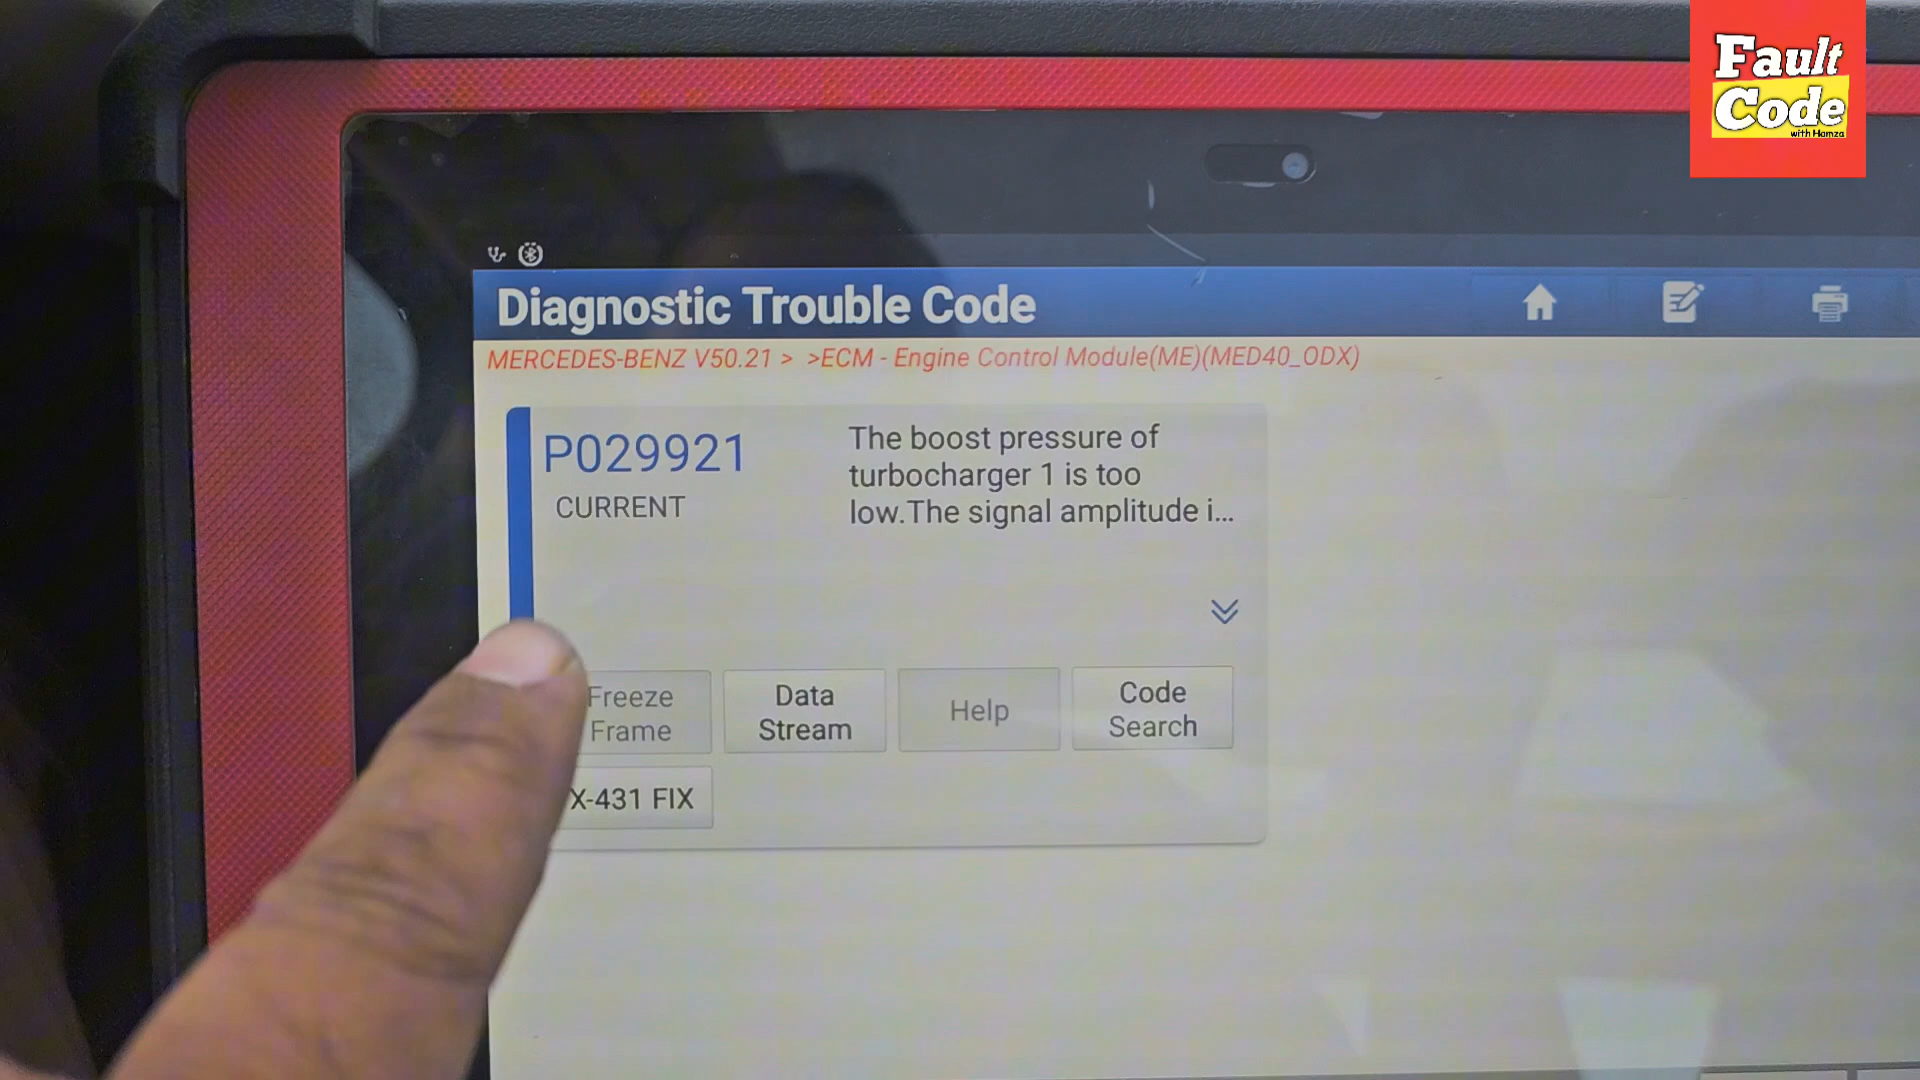 Fault
Code
with Hamza
Diagnostic Trouble Code
MERCEDES-BENZ V50.21 > >ECM - Engine Control Module(ME)(MED40_ODX)
P029921
CURRENT
The boost pressure of
turbocharger 1 is too
low.The signal amplitude i...
Freeze
Frame
Data
Stream
Help
Code
Search
X-431 FIX